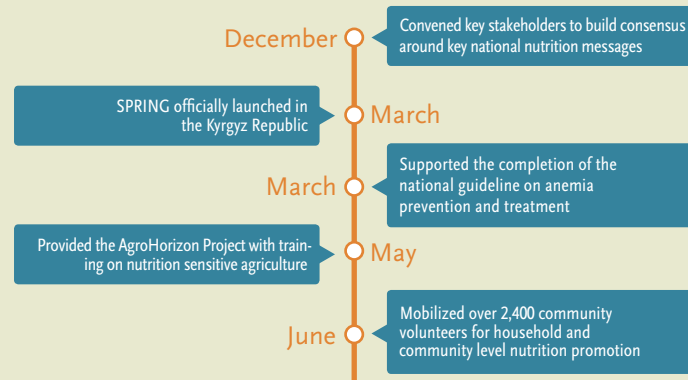 December
Convened key stakeholders to build consensus
around key national nutrition messages
SPRING officially launched in
the Kyrgyz Republic
March
March
Supported the completion of the
national guideline on anemia
prevention and treatment
Provided the AgroHorizon Project with train-
ing on nutrition sensitive agriculture
May
June
Mobilized over 2,400 community
volunteers for household and
community level nutrition promotion